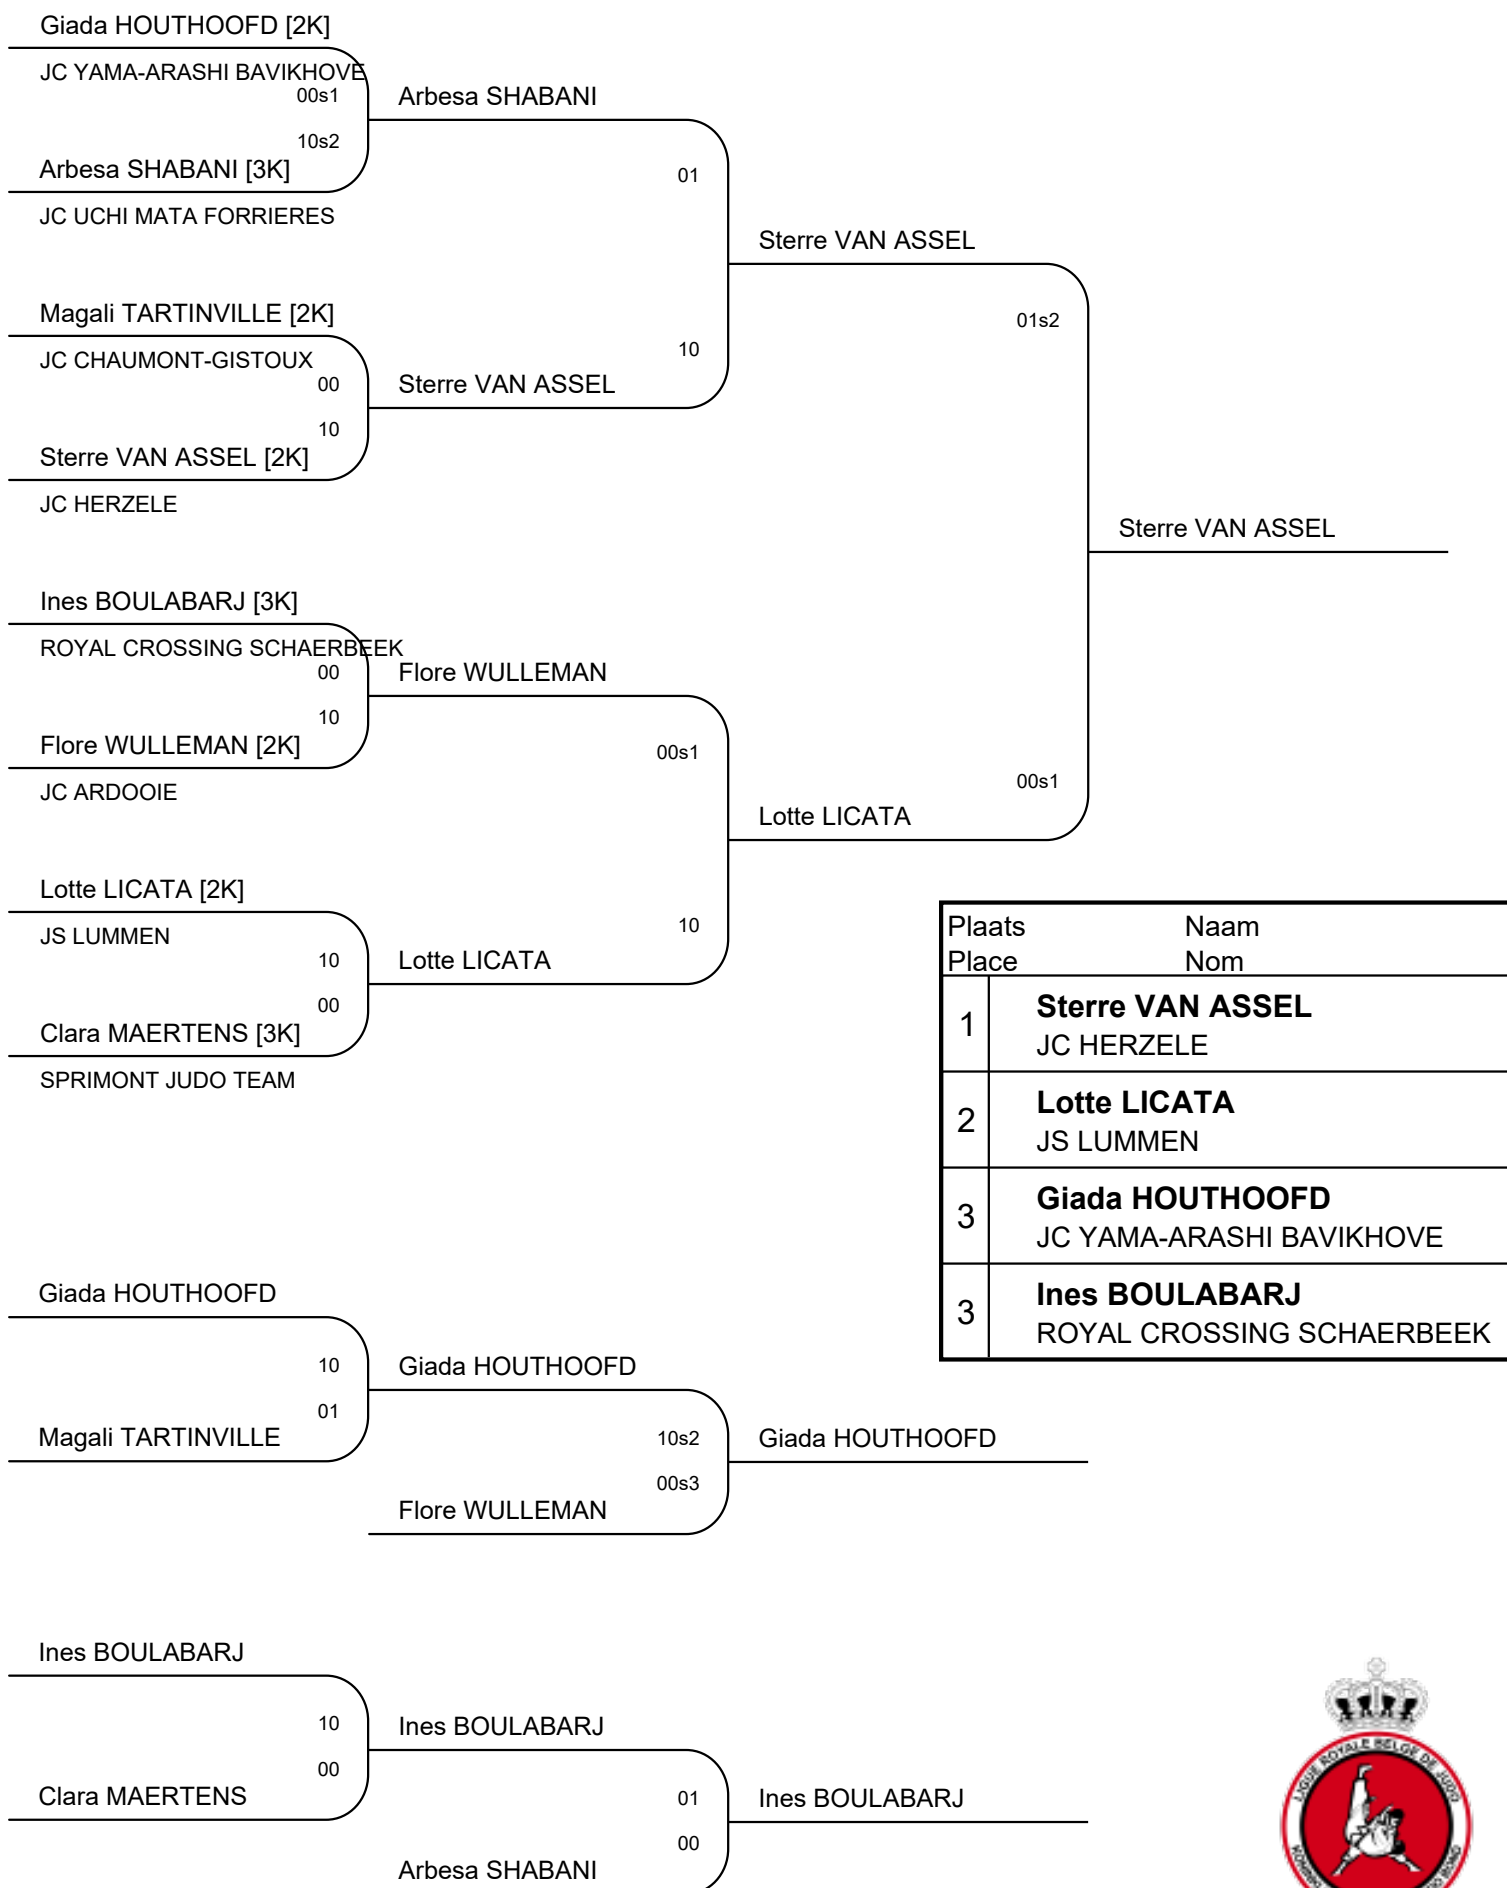 Giada HOUTHOOFD [2K]
JC YAMA-ARASHI BAVIKHOVE
00s1
Arbesa SHABANI
10s2
Arbesa SHABANI [3K]
01
JC UCHI MATA FORRIERES
Sterre VAN ASSEL
Magali TARTINVILLE [2K]
01s2
JC CHAUMONT-GISTOUX
10
00
Sterre VAN ASSEL
10
Sterre VAN ASSEL [2K]
JC HERZELE
Sterre VAN ASSEL
Ines BOULABARJ [3K]
ROYAL CROSSING SCHAERBEEK
00
Flore WULLEMAN
10
Flore WULLEMAN [2K]
00s1
JC ARDOOIE
00s1
Lotte LICATA
Lotte LICATA [2K]
JS LUMMEN
10
10
Lotte LICATA
00
Clara MAERTENS [3K]
SPRIMONT JUDO TEAM
Plaats Naam
Place Nom
1 Sterre VAN ASSEL
JC HERZELE
2 Lotte LICATA
JS LUMMEN
3 Giada HOUTHOOFD
JC YAMA-ARASHI BAVIKHOVE
3 Ines BOULABARJ
ROYAL CROSSING SCHAERBEEK
Giada HOUTHOOFD
10
Giada HOUTHOOFD
01
Magali TARTINVILLE
10s2
Giada HOUTHOOFD
00s3
Flore WULLEMAN
Ines BOULABARJ
10
Ines BOULABARJ
00
Clara MAERTENS
01
Ines BOULABARJ
00
Arbesa SHABANI
LIGUE ROYALE BELGE DE JUDO